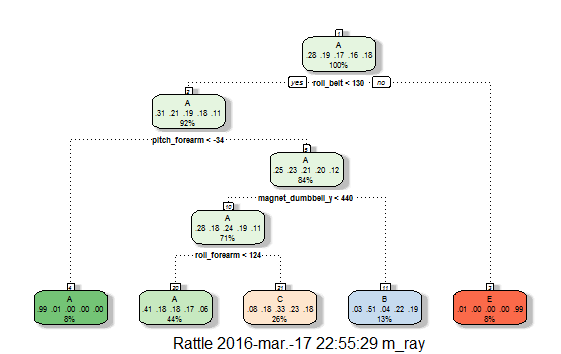 1
A
.28 .19 .17 .16 .18
100%
yes roll_belt < 130 no
2
A
.31 .21 .19 .18 .11
92%
pitch_forearm < -34
5
A
.25 .23 .21 .20 .12
84%
magnet_dumbbell_y < 440
10
A
.28 .18 .24 .19 .11
71%
roll_forearm < 124
4
A
.99 .01 .00 .00 .00
8%
20
A
.41 .18 .18 .17 .06
44%
21
C
.08 .18 .33 .23 .18
26%
11
B
.03 .51 .04 .22 .19
13%
3
E
.01 .00 .00 .00 .99
8%
Rattle 2016-mar.-17 22:55:29 m_ray